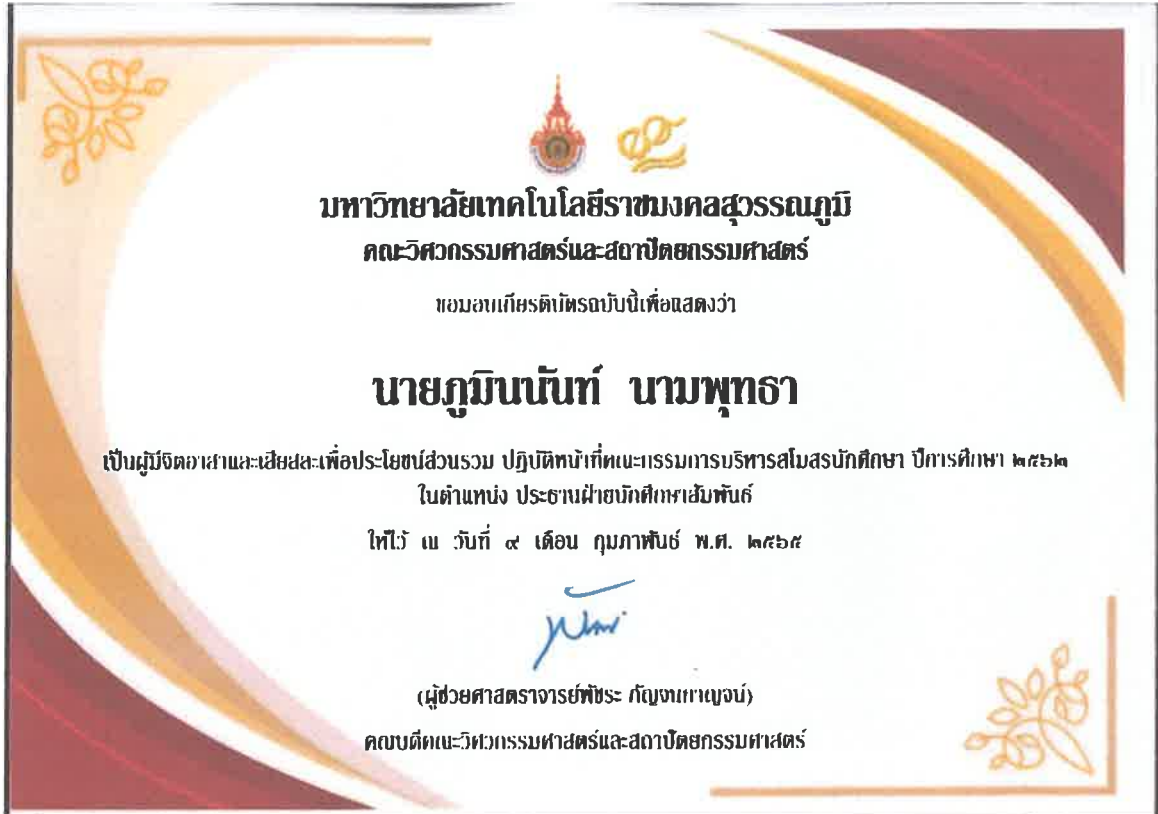 มหาวิทยาลัยเทคโนโลยีราชมงคลสุวรรณภูมิ
คณะวิศวกรรมศาสตร์และสถาปัตยกรรมศาสตร์
ขอมอบเกียรติบัตรฉบับนี้เพื่อแสดงว่า
นายภูมินนันท์ นามพุทธา
เป็นผู้มีจิตอาสาและเสียสละเพื่อประโยชน์ส่วนรวม ปฏิบัติหน้าที่คณะกรรมการบริหารสโมสรนักศึกษา ปีการศึกษา ๒๕๖๒
ในตำแหน่ง ประธานฝ่ายนักศึกษาสัมพันธ์
ให้ไว้ ณ วันที่ ๙ เดือน กุมภาพันธ์ พ.ศ. ๒๕๖๕
(ผู้ช่วยศาสตราจารย์พัชระ กัญจนกาญจน์)
คณบดีคณะวิศวกรรมศาสตร์และสถาปัตยกรรมศาสตร์